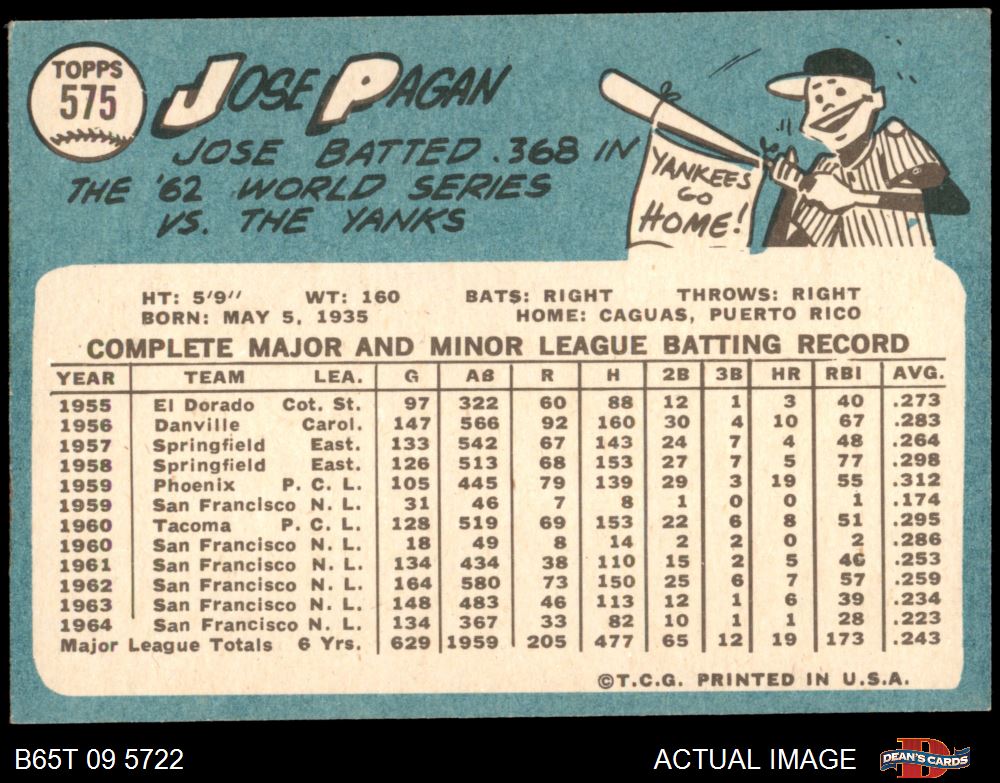 TOPPS
575
JOSE PAGAN
JOSE BATTED .368 IN
THE '62 WORLD SERIES
VS. THE YANKS
YANKEES
GO
HOME!
HT: 5'9" WT: 160 BATS: RIGHT THROWS: RIGHT
BORN: MAY 5, 1935 HOME: CAGUAS, PUERTO RICO
COMPLETE MAJOR AND MINOR LEAGUE BATTING RECORD
YEAR TEAM LEA. G AB R H 2B 3B HR RBI AVG.
1955 El Dorado Cot. St. 97 322 60 88 12 1 3 40 .273
1956 Danville Carol. 147 566 92 160 30 4 10 67 .283
1957 Springfield East. 133 542 67 143 24 7 4 48 .264
1958 Springfield East. 126 513 68 153 27 7 5 77 .298
1959 Phoenix P. C. L. 105 445 79 139 29 3 19 55 .312
1959 San Francisco N. L. 31 46 7 8 1 0 0 1 .174
1960 Tacoma P. C. L. 128 519 69 153 22 6 8 51 .295
1960 San Francisco N. L. 18 49 8 14 2 2 0 2 .286
1961 San Francisco N. L. 134 434 38 110 15 2 5 46 .253
1962 San Francisco N. L. 164 580 73 150 25 6 7 57 .259
1963 San Francisco N. L. 148 483 46 113 12 1 6 39 .234
1964 San Francisco N. L. 134 367 33 82 10 1 1 28 .223
Major League Totals 6 Yrs. 629 1959 205 477 65 12 19 173 .243
©T.C.G. PRINTED IN U.S.A.
B65T 09 5722 ACTUAL IMAGE DEAN'S CARDS